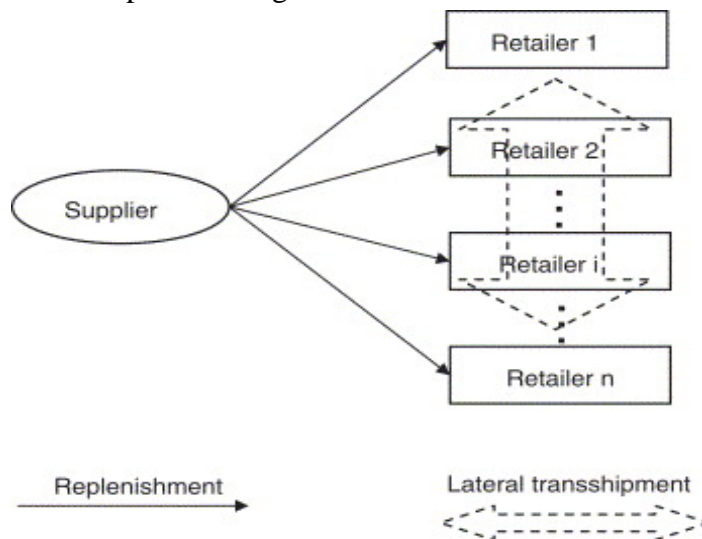 Retailer 1
Retailer 2
Supplier
Retailer i
Retailer n
Replenishment
Lateral transshipment